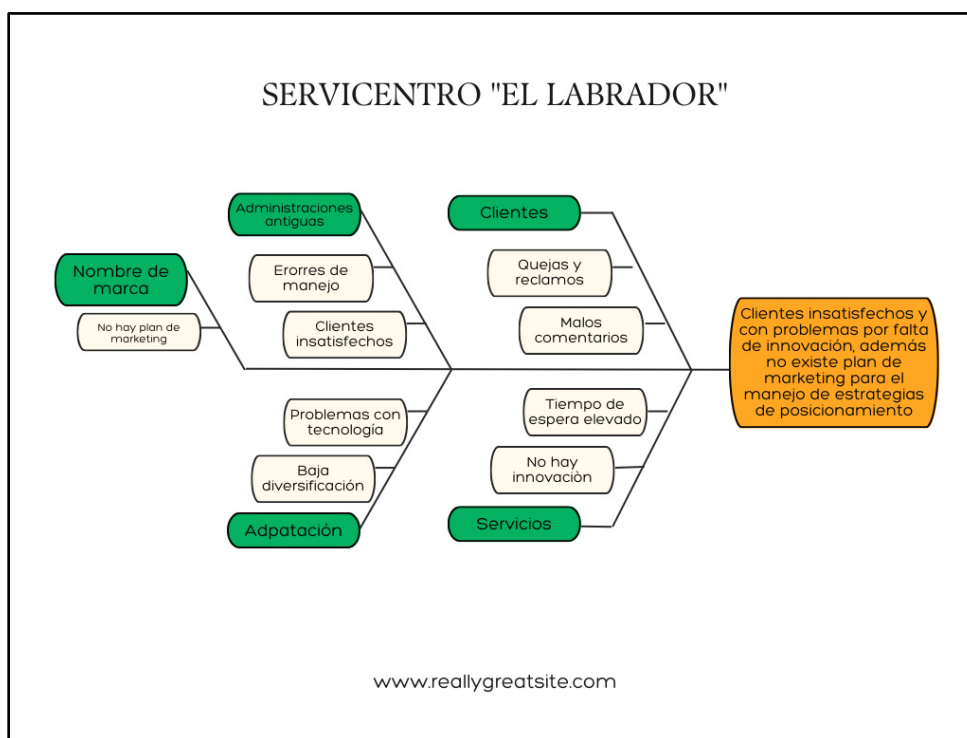 SERVICENTRO "EL LABRADOR"
Administraciones
antiguas
Clientes
Nombre de
marca
Erorres de
manejo
Quejas y
reclamos
No hay plan de
marketing
Clientes
insatisfechos
Malos
comentarios
Clientes insatisfechos y
con problemas por falta
de innovación, además
no existe plan de
marketing para el
manejo de estrategias
de posicionamiento
Problemas con
tecnología
Tiempo de
espera elevado
Baja
diversificación
No hay
innovaciòn
Adpatación
Servicios
www.reallygreatsite.com